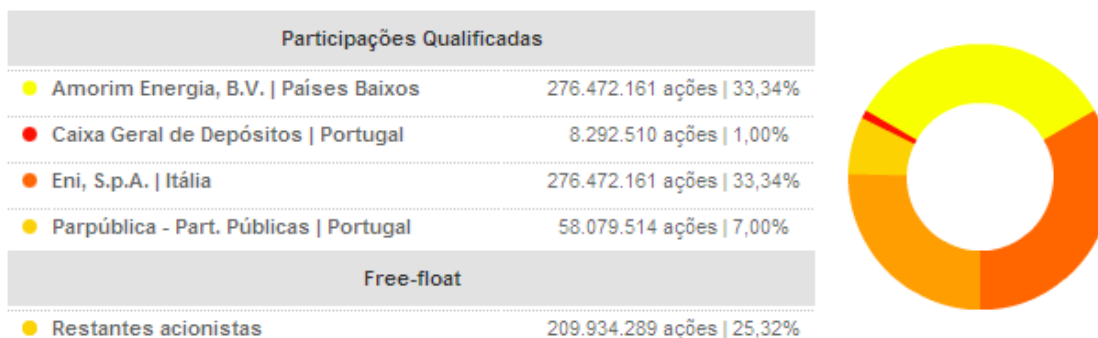 Participações Qualificadas
Amorim Energia, B.V. | Países Baixos 276.472.161 ações | 33,34%
Caixa Geral de Depósitos | Portugal 8.292.510 ações | 1,00%
Eni, S.p.A. | Itália 276.472.161 ações | 33,34%
Parpública - Part. Públicas | Portugal 58.079.514 ações | 7,00%
Free-float
Restantes acionistas 209.934.289 ações | 25,32%